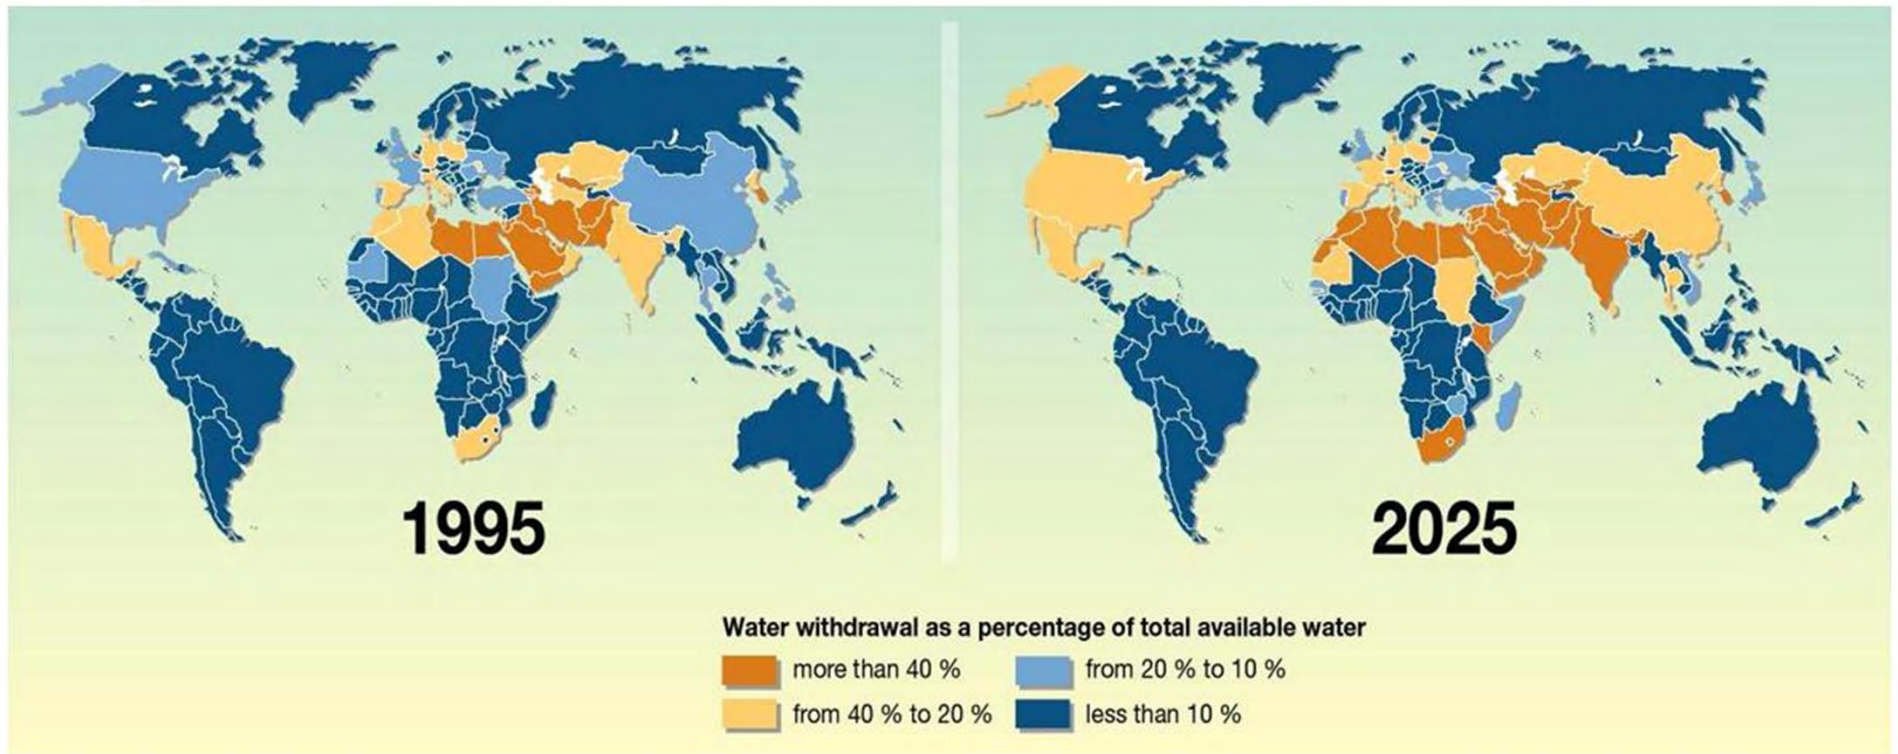 1995
2025
Water withdrawal as a percentage of total available water
more than 40 %
from 20 % to 10 %
from 40 % to 20 %
less than 10 %